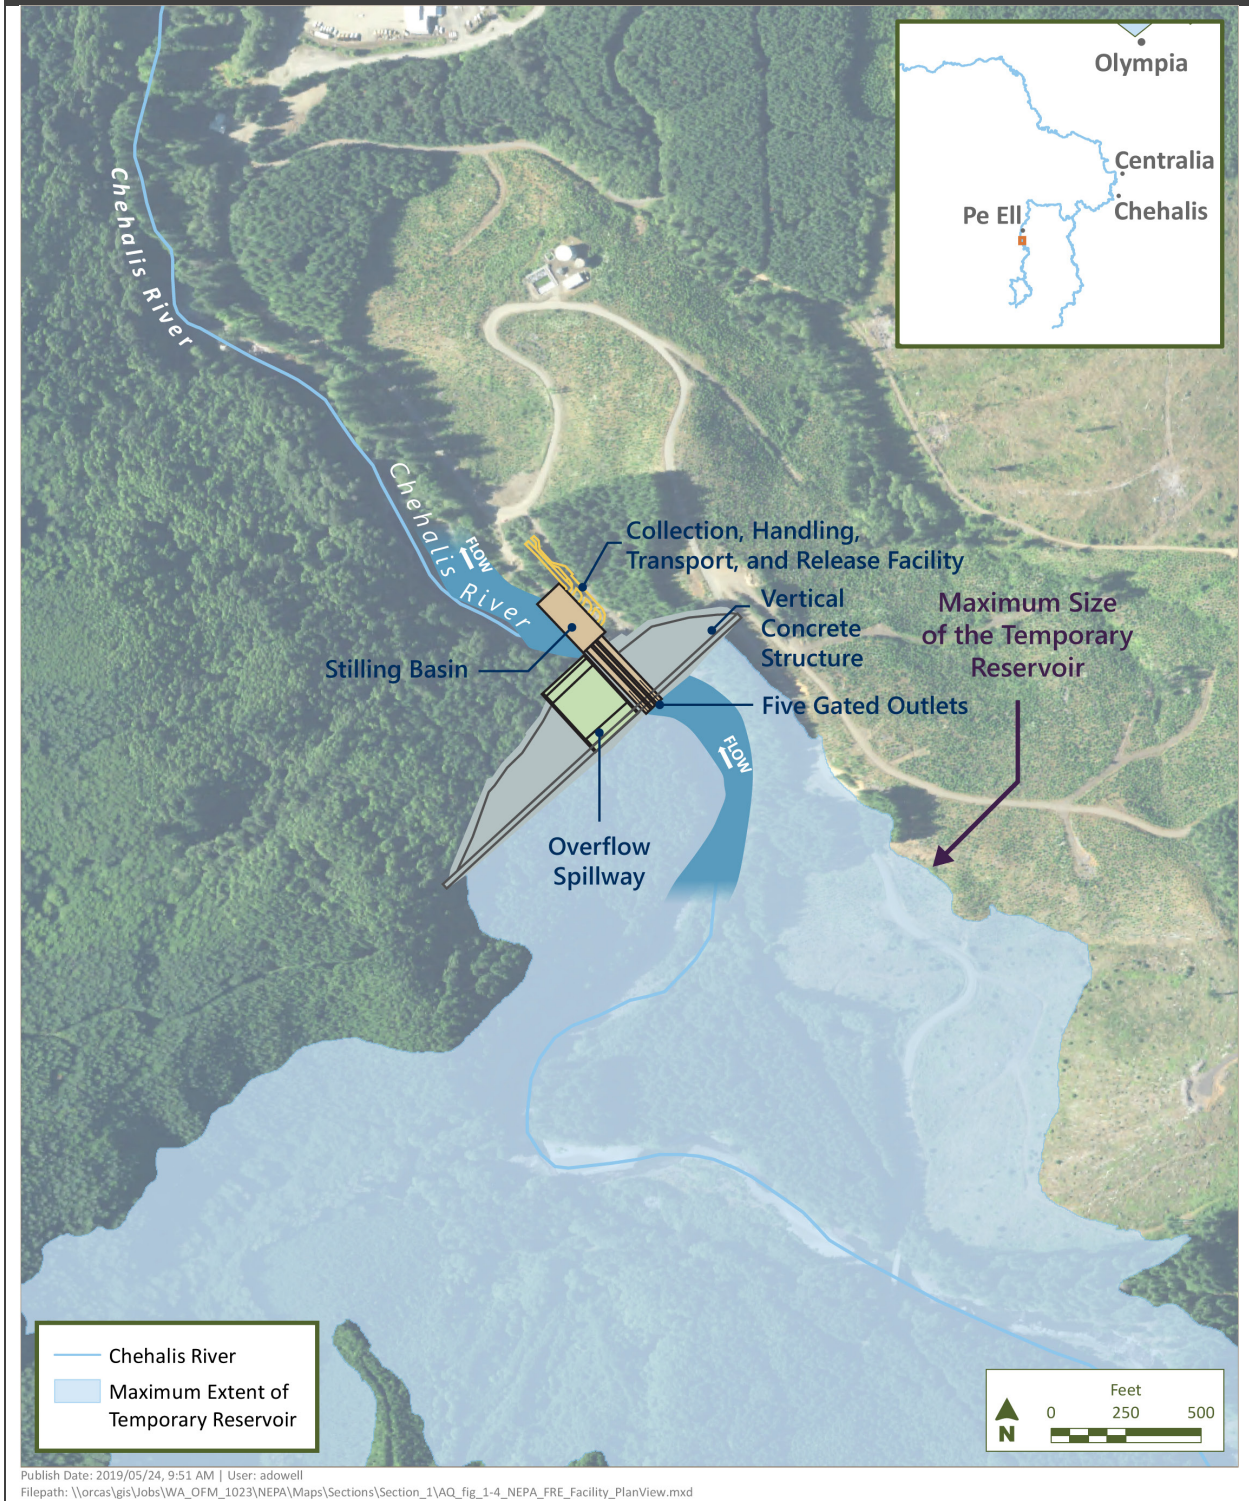 Olympia
Centralia
Pe Ell
Chehalis
Chehalis River
Chehalis River
FLOW
Collection, Handling,
Transport, and Release Facility
Vertical
Concrete
Structure
Maximum Size
of the Temporary
Reservoir
Stilling Basin
Five Gated Outlets
FLOW
Overflow
Spillway
Chehalis River
Maximum Extent of
Temporary Reservoir
Feet
0 250 500
N
Publish Date: 2019/05/24, 9:51 AM | User: adowell
Filepath: \\orcas\gis\Jobs\WA_OFM_1023\NEPA\Maps\Sections\Section_1\AQ_fig_1-4_NEPA_FRE_Facility_PlanView.mxd